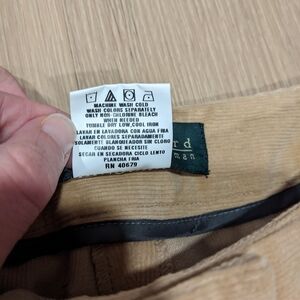 MACHINE WASH COLD
WASH COLORS SEPARATELY
ONLY NON-CHLORINE BLEACH
WHEN NEEDED
TUMBLE DRY LOW, COOL IRON
LAVAR EN LAVADORA CON AGUA FRIA
LAVAR COLORES SEPARADAMENTE
SOLAMENTE BLANQUEADOR SIN CLORO
CUANDO SE NECESITE
SECAR EN SECADORA CICLO LENTO
PLANCHA FRIA
RN 40679
rd
man